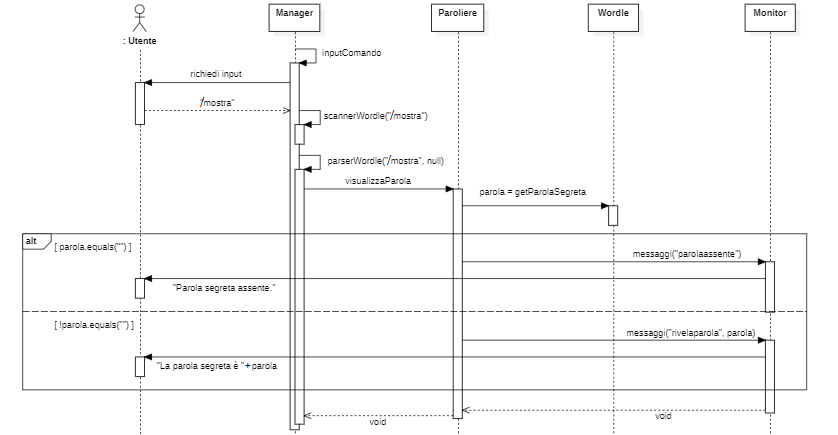 Manager
Paroliere
Wordle
Monitor
: Utente
inputComando
richiedi input
"/mostra"
scannerWordle("/mostra")
parserWordle("/mostra", null)
visualizzaParola
parola = getParolaSegreta
alt
[ parola.equals("") ]
messaggi("parolaassente")
"Parola segreta assente."
[ !parola.equals("") ]
messaggi("rivelaparola", parola)
"La parola segreta è "+parola
void
void